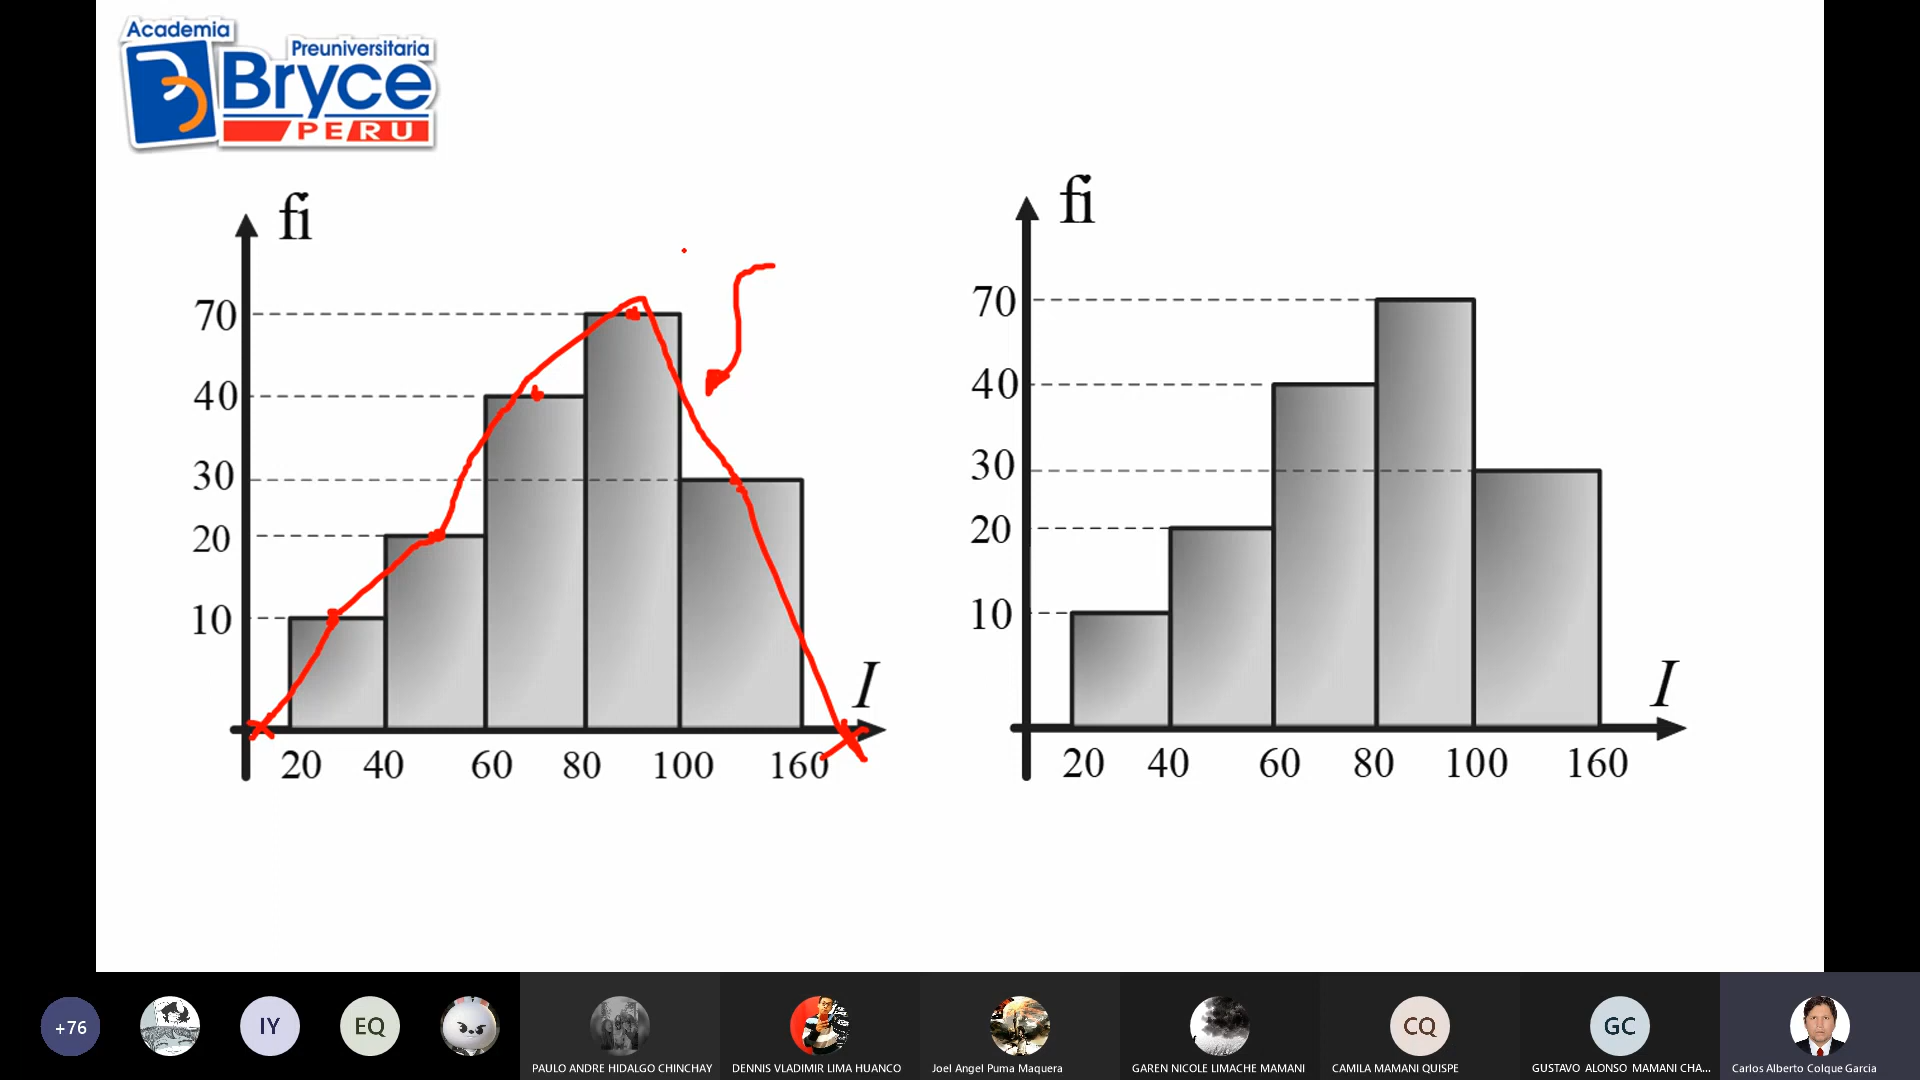 Academia
Preuniversitaria
Bryce
PERU
fi
70
40
30
20
10
I
20 40 60 80 100 160
fi
70
40
30
20
10
I
20 40 60 80 100 160
+76
IY
EQ
CQ
GC
PAULO ANDRE HIDALGO CHINCHAY
DENNIS VLADIMIR LIMA HUANCO
Joel Angel Puma Maquera
GAREN NICOLE LIMACHE MAMANI
CAMILA MAMANI QUISPE
GUSTAVO ALONSO MAMANI CHA...
Carlos Alberto Colque Garcia